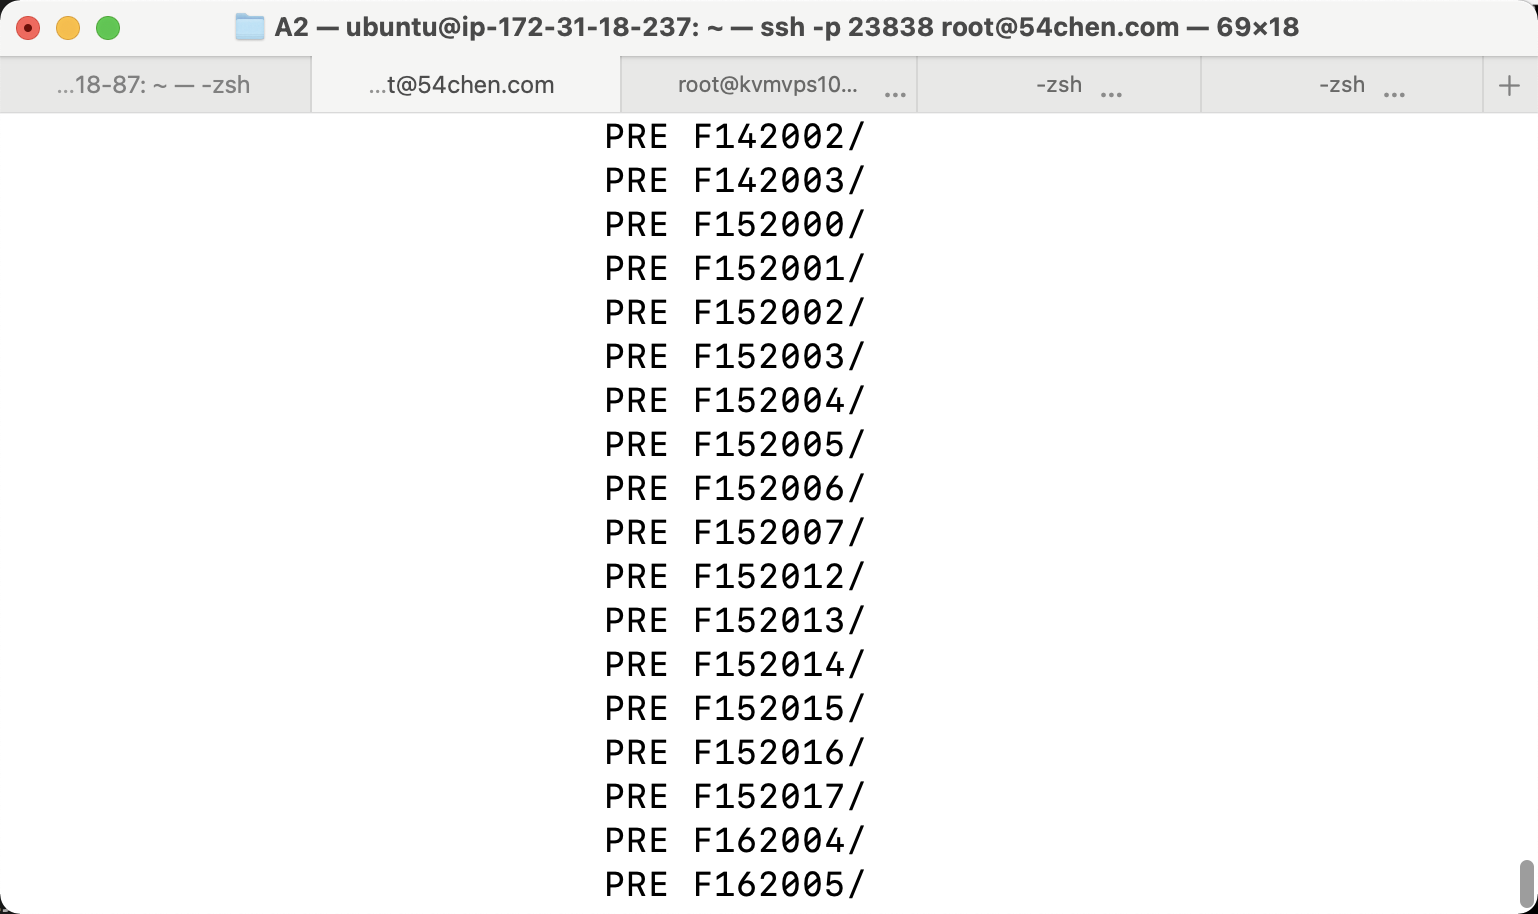 A2 — ubuntu@ip-172-31-18-237: ~ — ssh -p 23838 root@54chen.com — 69×18
...18-87: ~ — -zsh
...t@54chen.com
root@kvmvps10... ...
-zsh ...
-zsh ...
+
PRE F142002/
PRE F142003/
PRE F152000/
PRE F152001/
PRE F152002/
PRE F152003/
PRE F152004/
PRE F152005/
PRE F152006/
PRE F152007/
PRE F152012/
PRE F152013/
PRE F152014/
PRE F152015/
PRE F152016/
PRE F152017/
PRE F162004/
PRE F162005/